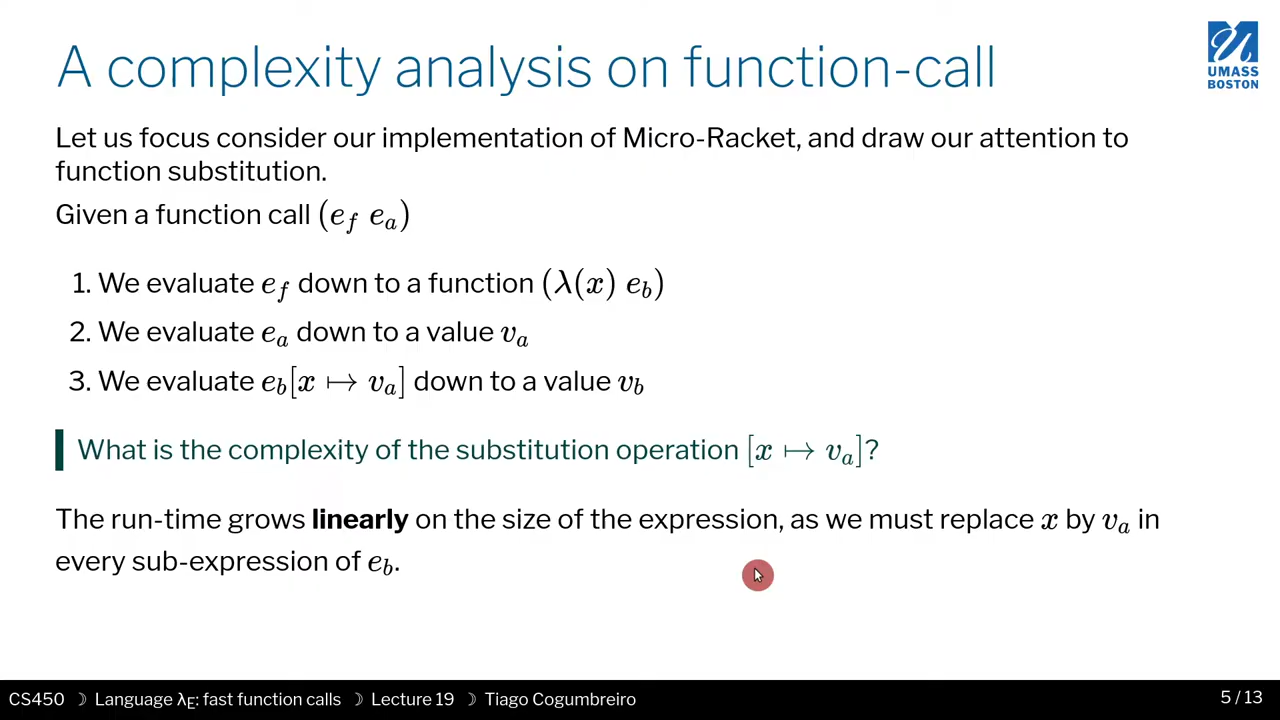 A complexity analysis on function-call
UMASS
BOSTON
Let us focus consider our implementation of Micro-Racket, and draw our attention to
function substitution.
Given a function call (e_f e_a)
1. We evaluate e_f down to a function (λ(x) e_b)
2. We evaluate e_a down to a value v_a
3. We evaluate e_b[x ↦ v_a] down to a value v_b
What is the complexity of the substitution operation [x ↦ v_a]?
The run-time grows linearly on the size of the expression, as we must replace x by v_a in
every sub-expression of e_b.
CS450 ☽ Language λ_E: fast function calls ☽ Lecture 19 ☽ Tiago Cogumbreiro
5 / 13